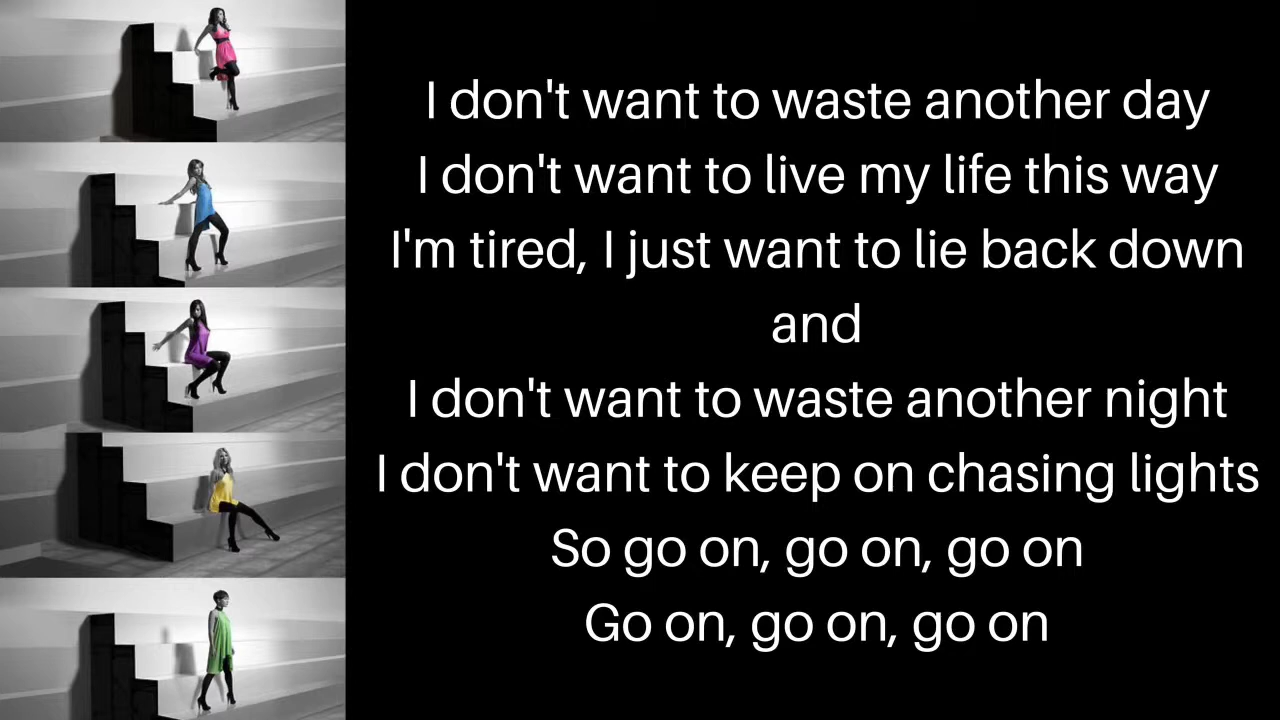 I don't want to waste another day
I don't want to live my life this way
I'm tired, I just want to lie back down
and
I don't want to waste another night
I don't want to keep on chasing lights
So go on, go on, go on
Go on, go on, go on